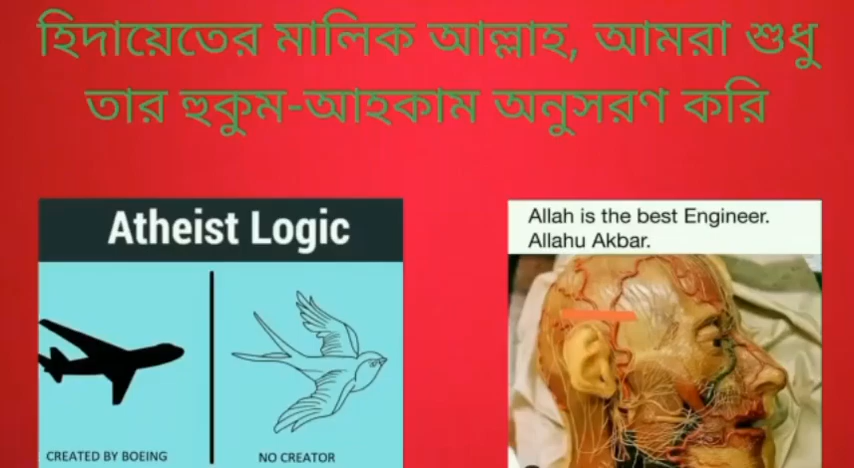 হিদায়েতের মালিক আল্লাহ, আমরা শুধু
তার হুকুম-আহকাম অনুসরণ করি
Atheist Logic
CREATED BY BOEING
NO CREATOR
Allah is the best Engineer.
Allahu Akbar.